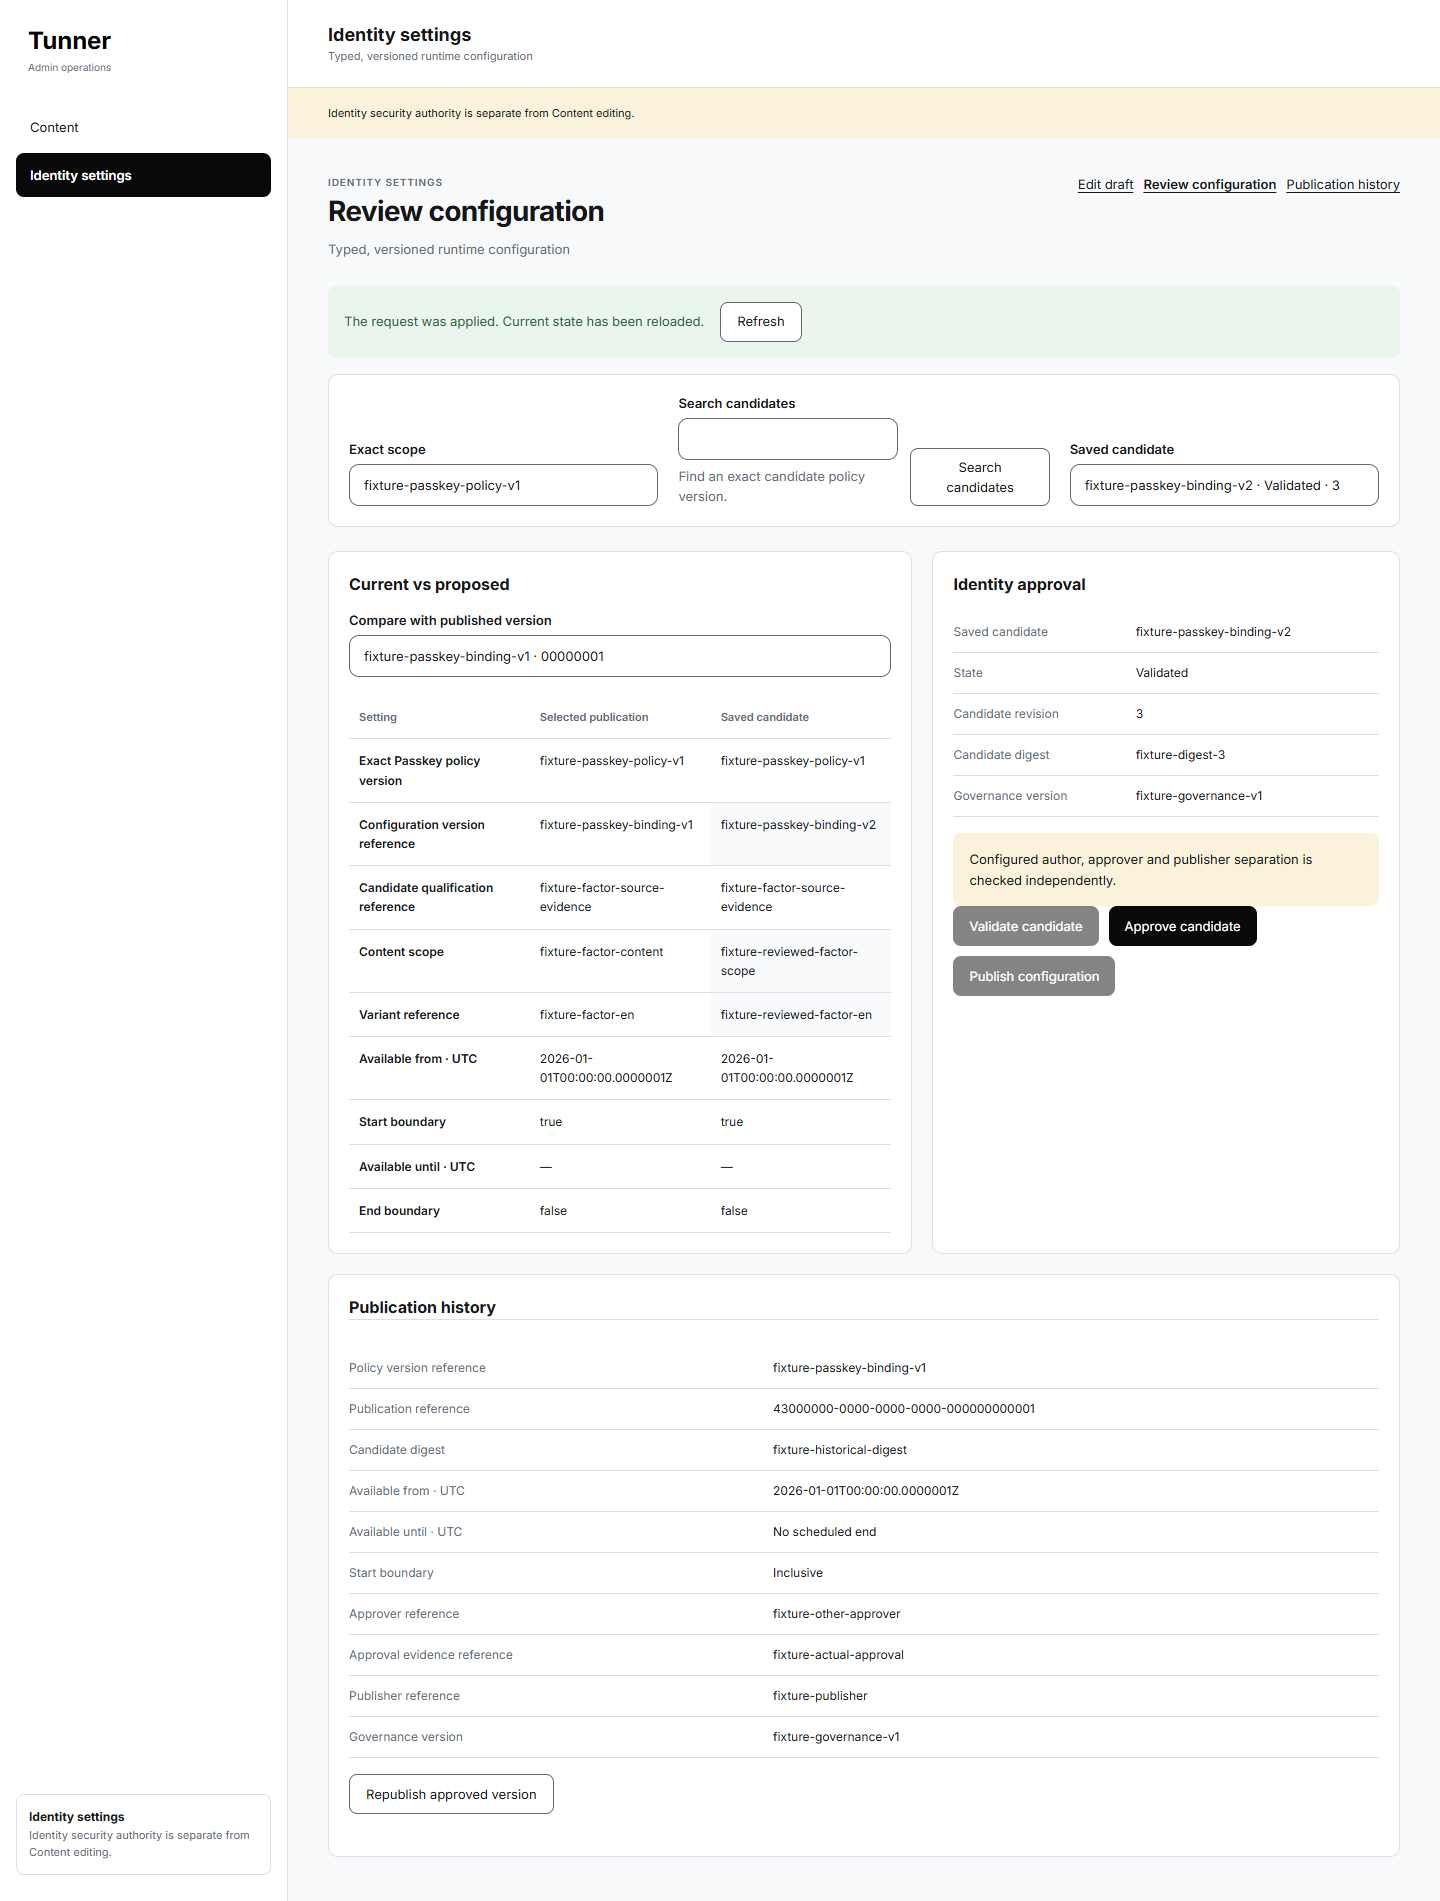 Tunner
Admin operations
Content
Identity settings
Identity settings
Typed, versioned runtime configuration
Identity security authority is separate from Content editing.
IDENTITY SETTINGS
Review configuration
Typed, versioned runtime configuration
Edit draft Review configuration Publication history
The request was applied. Current state has been reloaded. Refresh
Exact scope
fixture-passkey-policy-v1
Search candidates
Find an exact candidate policy
version.
Search
candidates
Saved candidate
fixture-passkey-binding-v2 · Validated · 3
Current vs proposed
Compare with published version
fixture-passkey-binding-v1 · 00000001
Setting Selected publication Saved candidate
Exact Passkey policy fixture-passkey-policy-v1 fixture-passkey-policy-v1
version
Configuration version fixture-passkey-binding-v1 fixture-passkey-binding-v2
reference
Candidate qualification fixture-factor-source- fixture-factor-source-
reference evidence evidence
Content scope fixture-factor-content fixture-reviewed-factor-
scope
Variant reference fixture-factor-en fixture-reviewed-factor-en
Available from · UTC 2026-01- 2026-01-
01T00:00:00.0000001Z 01T00:00:00.0000001Z
Start boundary true true
Available until · UTC — —
End boundary false false
Identity approval
Saved candidate fixture-passkey-binding-v2
State Validated
Candidate revision 3
Candidate digest fixture-digest-3
Governance version fixture-governance-v1
Configured author, approver and publisher separation is
checked independently.
Validate candidate Approve candidate
Publish configuration
Publication history
Policy version reference fixture-passkey-binding-v1
Publication reference 43000000-0000-0000-0000-000000000001
Candidate digest fixture-historical-digest
Available from · UTC 2026-01-01T00:00:00.0000001Z
Available until · UTC No scheduled end
Start boundary Inclusive
Approver reference fixture-other-approver
Approval evidence reference fixture-actual-approval
Publisher reference fixture-publisher
Governance version fixture-governance-v1
Republish approved version
Identity settings
Identity security authority is separate from
Content editing.